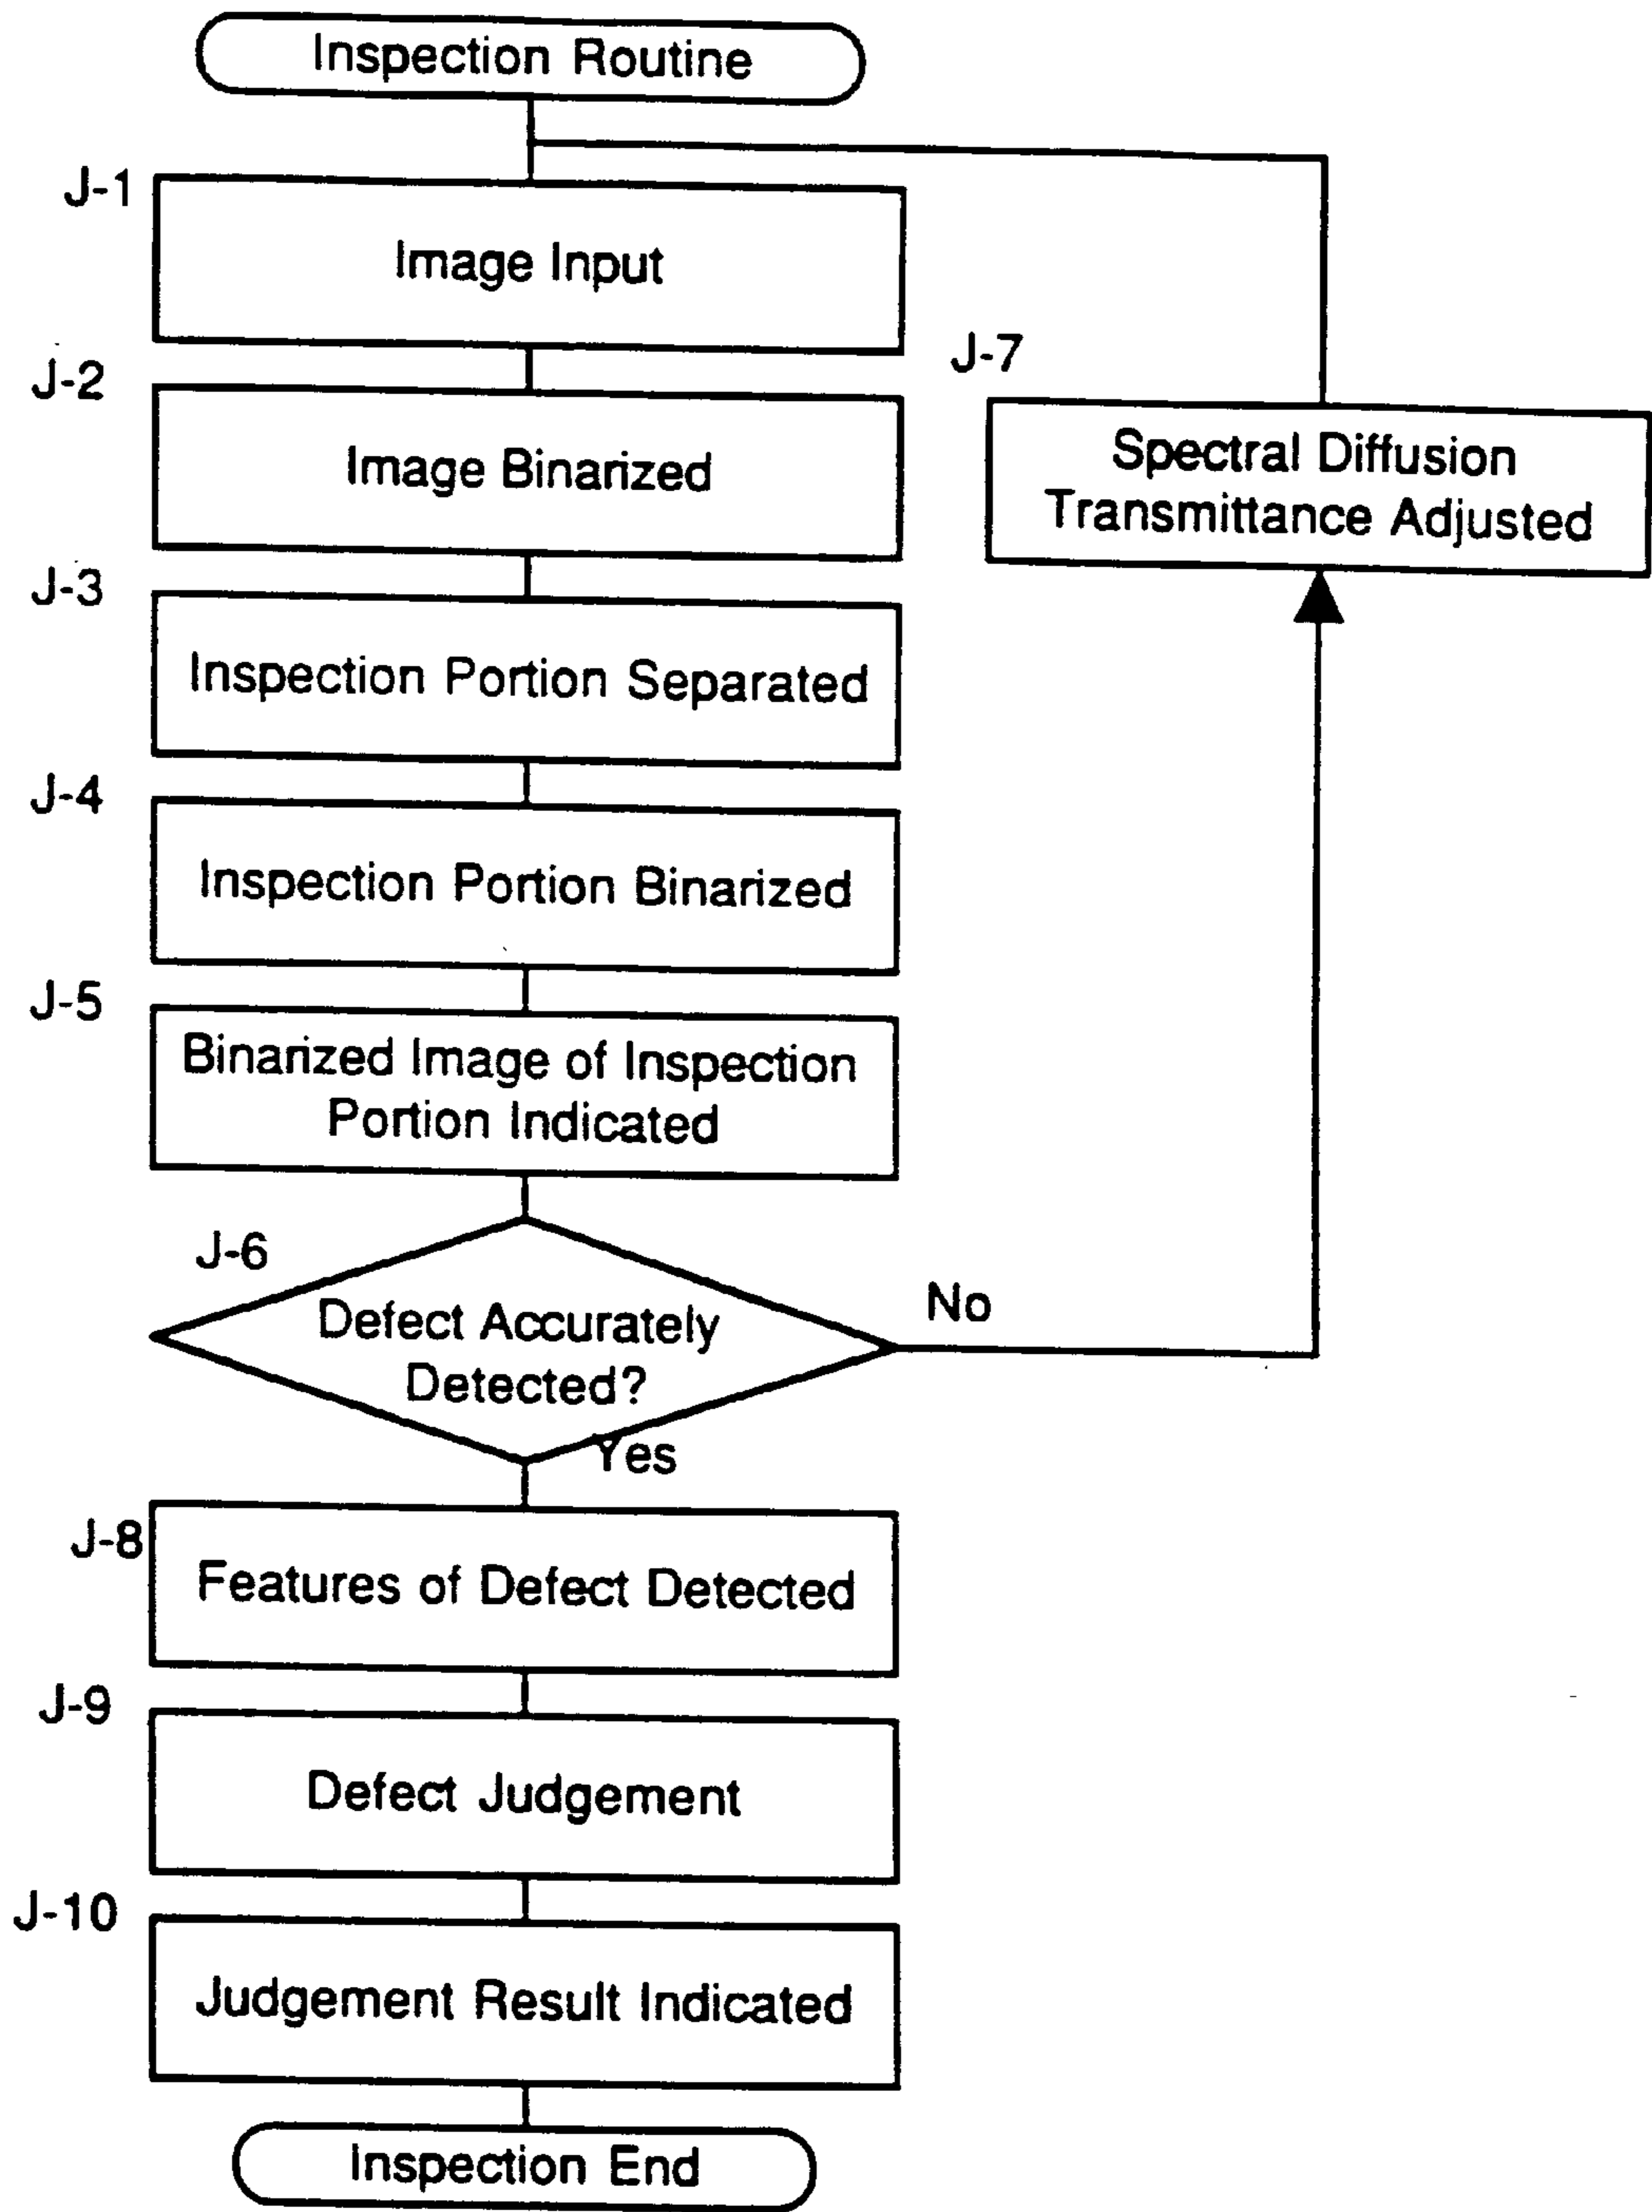 Inspection Routine
J-1
Image Input
J-2
Image Binarized
J-7
Spectral Diffusion
Transmittance Adjusted
J-3
Inspection Portion Separated
J-4
Inspection Portion Binarized
J-5
Binarized Image of Inspection
Portion Indicated
J-6
Defect Accurately
Detected?
No
Yes
J-8
Features of Defect Detected
J-9
Defect Judgement
J-10
Judgement Result Indicated
Inspection End